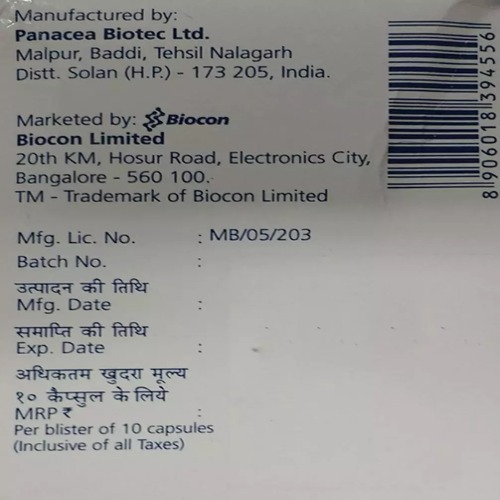 Manufactured by:
Panacea Biotec Ltd.
Malpur, Baddi, Tehsil Nalagarh
Distt. Solan (H.P.) - 173 205, India.
Marketed by: Biocon
Biocon Limited
20th KM, Hosur Road, Electronics City,
Bangalore - 560 100.
TM - Trademark of Biocon Limited
Mfg. Lic. No. : MB/05/203
Batch No. :
उत्पादन की तिथि
Mfg. Date :
समाप्ति की तिथि
Exp. Date :
अधिकतम खुदरा मूल्य
१० कैप्सुल के लिये
MRP ₹ :
Per blister of 10 capsules
(Inclusive of all Taxes)
8 906018 394556